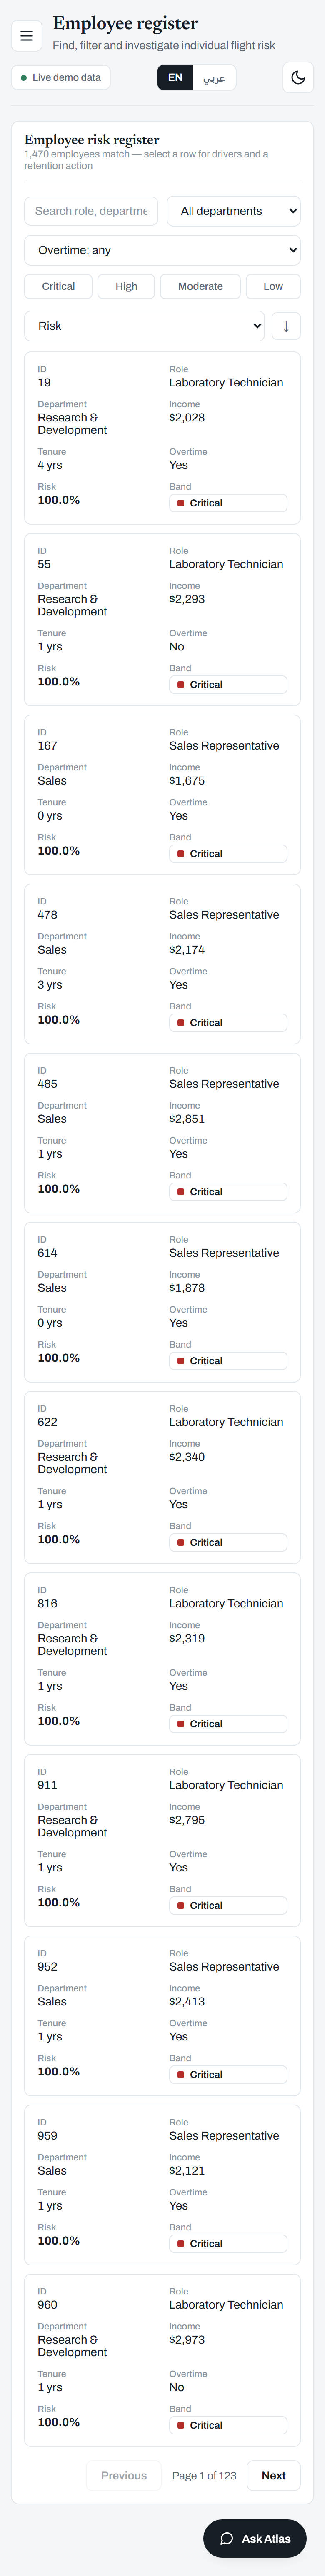 Employee register
Find, filter and investigate individual flight risk
Live demo data
EN
عربي
Employee risk register
1,470 employees match — select a row for drivers and a
retention action
Search role, departme
All departments
Overtime: any
Critical
High
Moderate
Low
Risk
↓
ID
19
Role
Laboratory Technician
Department
Research &
Development
Income
$2,028
Tenure
4 yrs
Overtime
Yes
Risk
100.0%
Band
Critical
ID
55
Role
Laboratory Technician
Department
Research &
Development
Income
$2,293
Tenure
1 yrs
Overtime
No
Risk
100.0%
Band
Critical
ID
167
Role
Sales Representative
Department
Sales
Income
$1,675
Tenure
0 yrs
Overtime
Yes
Risk
100.0%
Band
Critical
ID
478
Role
Sales Representative
Department
Sales
Income
$2,174
Tenure
3 yrs
Overtime
Yes
Risk
100.0%
Band
Critical
ID
485
Role
Sales Representative
Department
Sales
Income
$2,851
Tenure
1 yrs
Overtime
Yes
Risk
100.0%
Band
Critical
ID
614
Role
Sales Representative
Department
Sales
Income
$1,878
Tenure
0 yrs
Overtime
Yes
Risk
100.0%
Band
Critical
ID
622
Role
Laboratory Technician
Department
Research &
Development
Income
$2,340
Tenure
1 yrs
Overtime
Yes
Risk
100.0%
Band
Critical
ID
816
Role
Laboratory Technician
Department
Research &
Development
Income
$2,319
Tenure
1 yrs
Overtime
Yes
Risk
100.0%
Band
Critical
ID
911
Role
Laboratory Technician
Department
Research &
Development
Income
$2,795
Tenure
1 yrs
Overtime
Yes
Risk
100.0%
Band
Critical
ID
952
Role
Sales Representative
Department
Sales
Income
$2,413
Tenure
1 yrs
Overtime
Yes
Risk
100.0%
Band
Critical
ID
959
Role
Sales Representative
Department
Sales
Income
$2,121
Tenure
1 yrs
Overtime
Yes
Risk
100.0%
Band
Critical
ID
960
Role
Laboratory Technician
Department
Research &
Development
Income
$2,973
Tenure
1 yrs
Overtime
No
Risk
100.0%
Band
Critical
Previous
Page 1 of 123
Next
Ask Atlas